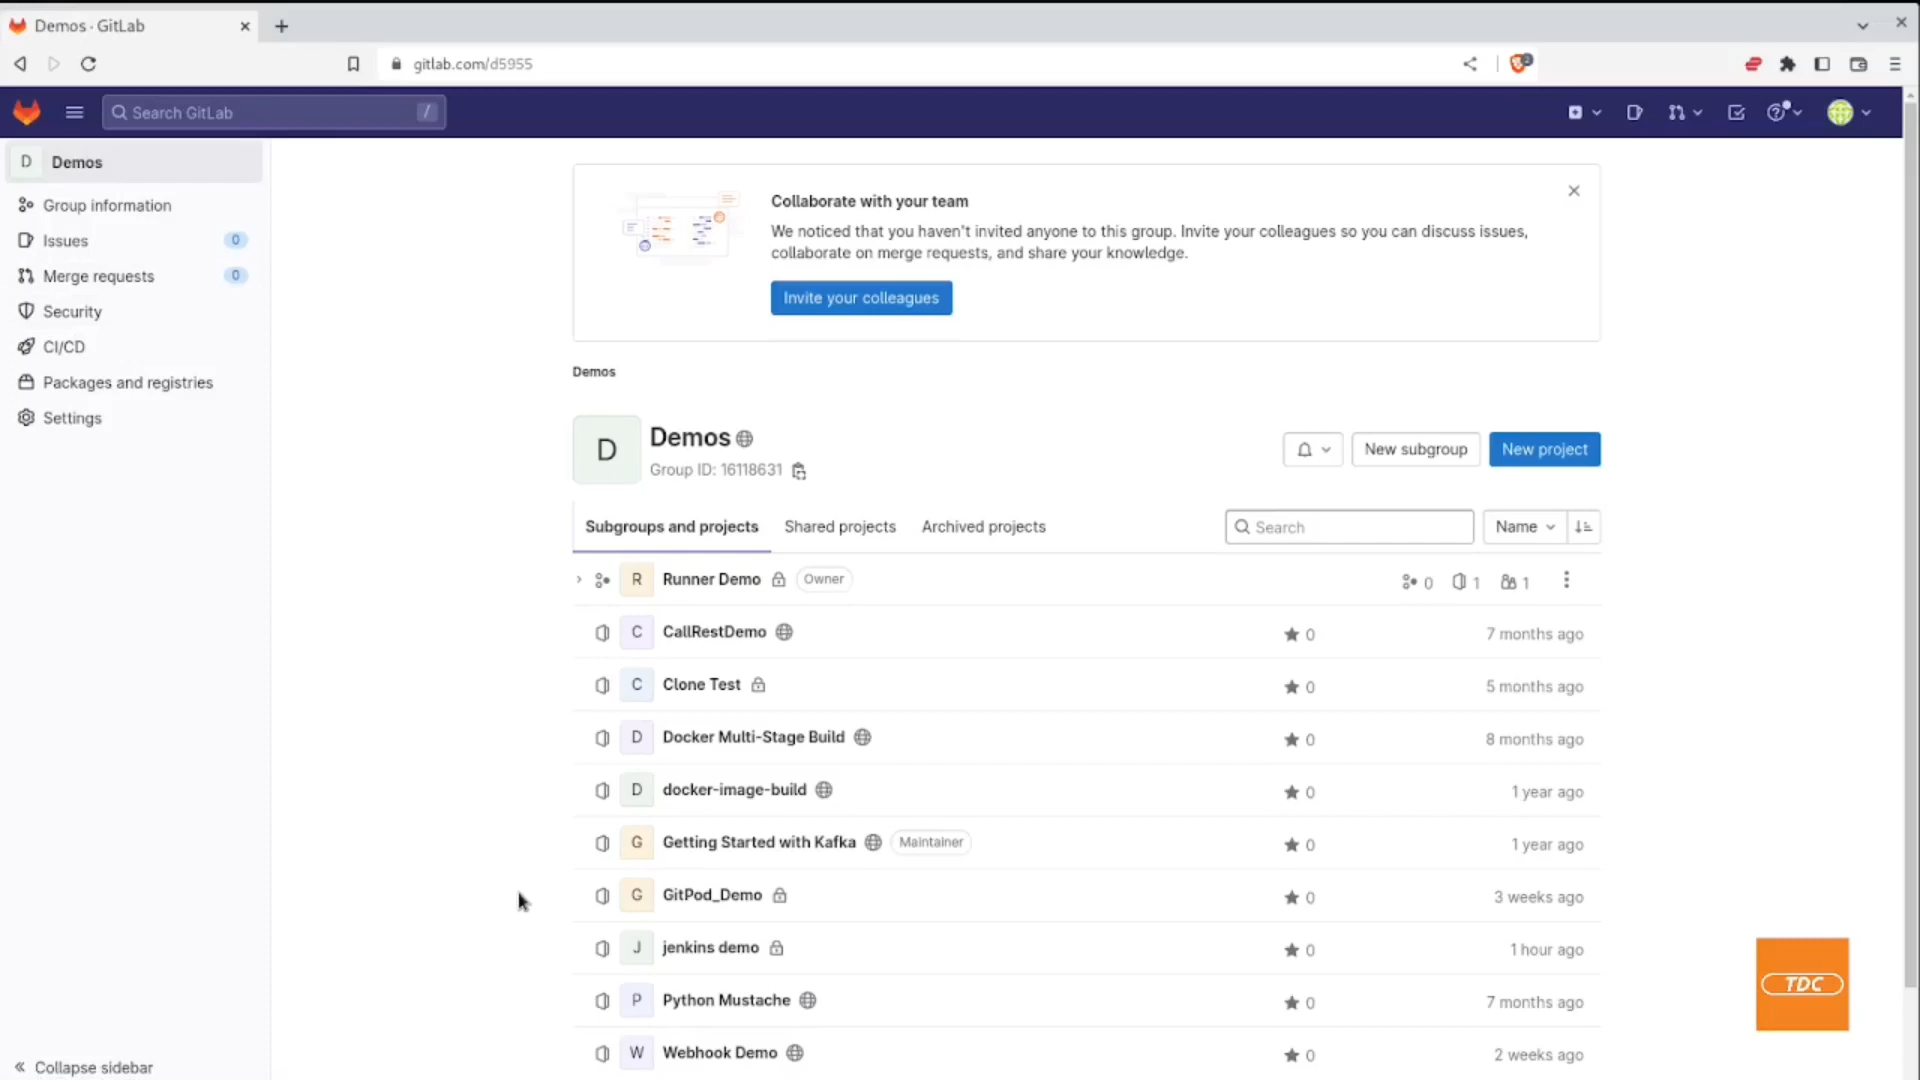 Demos · GitLab
gitlab.com/d5955
Search GitLab /
D Demos
Group information
Issues 0
Merge requests 0
Security
CI/CD
Packages and registries
Settings
Collapse sidebar
Collaborate with your team
We noticed that you haven't invited anyone to this group. Invite your colleagues so you can discuss issues,
collaborate on merge requests, and share your knowledge.
Invite your colleagues
Demos
D
Demos
Group ID: 16118631
New subgroup
New project
Subgroups and projects
Shared projects
Archived projects
Search
Name
R Runner Demo Owner 0 1 1
C CallRestDemo 0 7 months ago
C Clone Test 0 5 months ago
D Docker Multi-Stage Build 0 8 months ago
D docker-image-build 0 1 year ago
G Getting Started with Kafka Maintainer 0 1 year ago
G GitPod_Demo 0 3 weeks ago
J jenkins demo 0 1 hour ago
P Python Mustache 0 7 months ago
W Webhook Demo 0 2 weeks ago
TDC